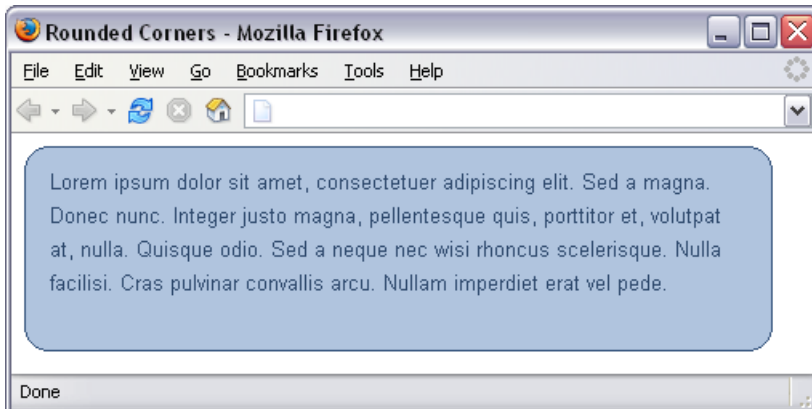 Rounded Corners - Mozilla Firefox
File Edit View Go Bookmarks Tools Help
Lorem ipsum dolor sit amet, consectetuer adipiscing elit. Sed a magna.
Donec nunc. Integer justo magna, pellentesque quis, porttitor et, volutpat
at, nulla. Quisque odio. Sed a neque nec wisi rhoncus scelerisque. Nulla
facilisi. Cras pulvinar convallis arcu. Nullam imperdiet erat vel pede.
Done